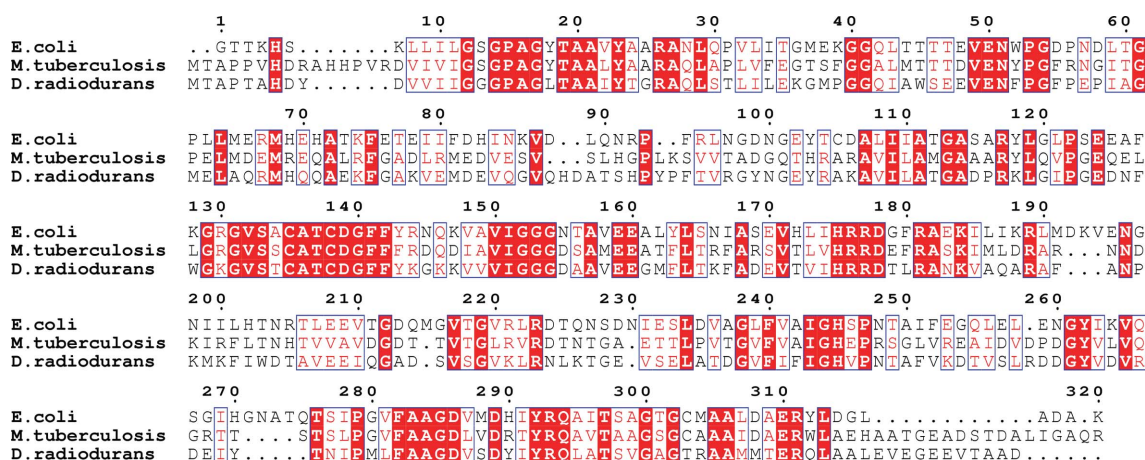 1 10 20 30 40 50 60
E.coli ..GTTKHS.......KLLILGSGPAGYTAAVYAARANLQPVLITGMEKGGQLTTTTEVENWPGDPNDLTG
M.tuberculosis MTAPPVHDRAHHPVRDVIVIGSGPAGYTAALYAARAQLAPLVFEGTSFGGALMTTTDVENYPGFRNGITG
D.radiodurans MTAPTAHDY.....DVVIIGGGPAGLTAAIYTGRAQLSTLILEKGMPGGQIAWSEEVENFPGFPEPIAG
70 80 90 100 110 120
E.coli PLLMERMHEHATKFETEIIFDHINKVD..LQNRP..FRLNGDNGEYTCDALIIATGASARYLGLPSEEAF
M.tuberculosis PELMDEMREQALRFGADLRMEDVESV...SLHGPLKSVVTADGQTHRARAVILAMGAAARYLQVPGEQEL
D.radiodurans MELAQRMHQQAEKFGAKVEMDEVQGVQHDATSHPYPFTVRGYNGEYRAKAVILATGADPRKLGIPGEDNF
130 140 150 160 170 180 190
E.coli KGRGVSACATCDGFFYRNQKVAVIGGGNTAVEEALYLSNIASEVHLIHRRDGFRAEKILIKRLMDKVENG
M.tuberculosis LGRGVSSCATCDGFFFRDQDIAVIGGGDSAMEEATFLTRFARSVTLVHRRDEFRASKIMLDRAR...NNN
D.radiodurans WGKGVSTCATCDGFFYKGKKVVVIGGGDAAVEEGMFLTKFADEVTVIHRRDTLRANKVAQARAF...ANP
200 210 220 230 240 250 260
E.coli NIILHTNRTLEEVTGDQMGVTGVRLRDTQNSDNIESLDVAGLFVAIGHSPNTAIFEGQLEL.ENGYIKVQ
M.tuberculosis KIRFLTNHTVVAVDGDT.TVTGLRVRDTNTGA.ETTLPVTGVFVAIGHEPRSGLVREAIDVDPDGYVLVQ
D.radiodurans KMKFIWDTAVEEIQGAD.SVSGVKLRNLKTGE.VSELATDGVFIFIGHVPNTAFVKDTVSLRDDGYVDVR
270 280 290 300 310 320
E.coli SGIHGNATQTSIPGVFAAGDVMDHIYRQAITSAGTGCMAALDAERYLDGL............ADA.K
M.tuberculosis GRTT....STSLPGVFAAGDLVDRTYRQAVTAAGSGCAAAIDAERWLAEHAATGEADSTDALIGAQR
D.radiodurans DEIY....TNIPMLFAAGDVSDYIYRQLATSVGAGTRAAMMTERQLAALEVEGEEVTAAD......